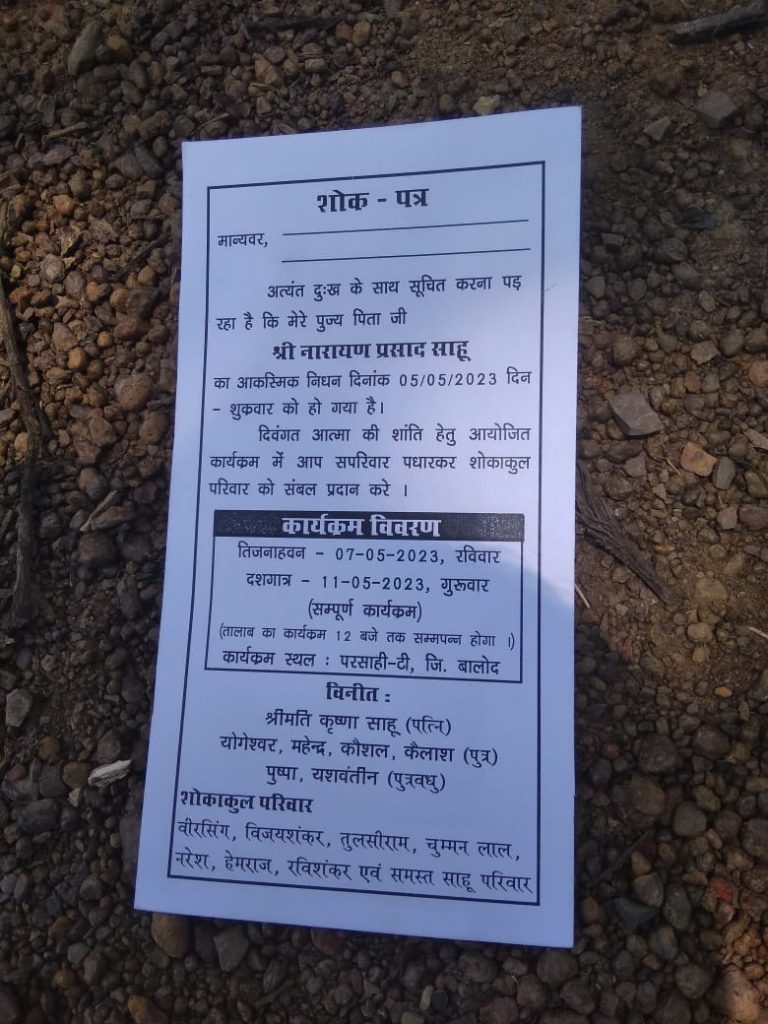 शोक - पत्र
मान्यवर,
अत्यंत दुःख के साथ सूचित करना पड़
रहा है कि मेरे पुज्य पिता जी
श्री नारायण प्रसाद साहू
का आकस्मिक निधन दिनांक 05/05/2023 दिन
- शुक्रवार को हो गया है।
दिवंगत आत्मा की शांति हेतु आयोजित
कार्यक्रम में आप सपरिवार पधारकर शोकाकुल
परिवार को संबल प्रदान करे ।
कार्यक्रम विवरण
तिजनाहवन - 07-05-2023, रविवार
दशगात्र - 11-05-2023, गुरूवार
(सम्पूर्ण कार्यक्रम)
(तालाब का कार्यक्रम 12 बजे तक सम्मपन्न होगा ।)
कार्यक्रम स्थल : परसाही-टी, जि. बालोद
विनीत :
श्रीमति कृष्णा साहू (पत्नि)
योगेश्वर, महेन्द्र, कौशल, कैलाश (पुत्र)
पुष्पा, यशवंतीन (पुत्रवधु)
शोकाकुल परिवार
वीरसिंग, विजयशंकर, तुलसीराम, चुम्मन लाल,
नरेश, हेमराज, रविशंकर एवं समस्त साहू परिवार